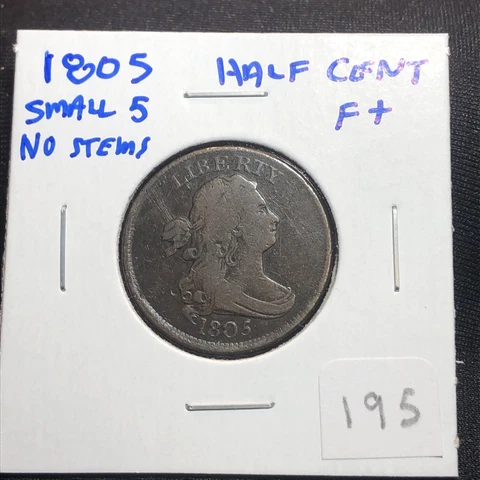 1805 HALF CENT
SMALL 5 F+
NO STEMS
LIBERTY
1805
195